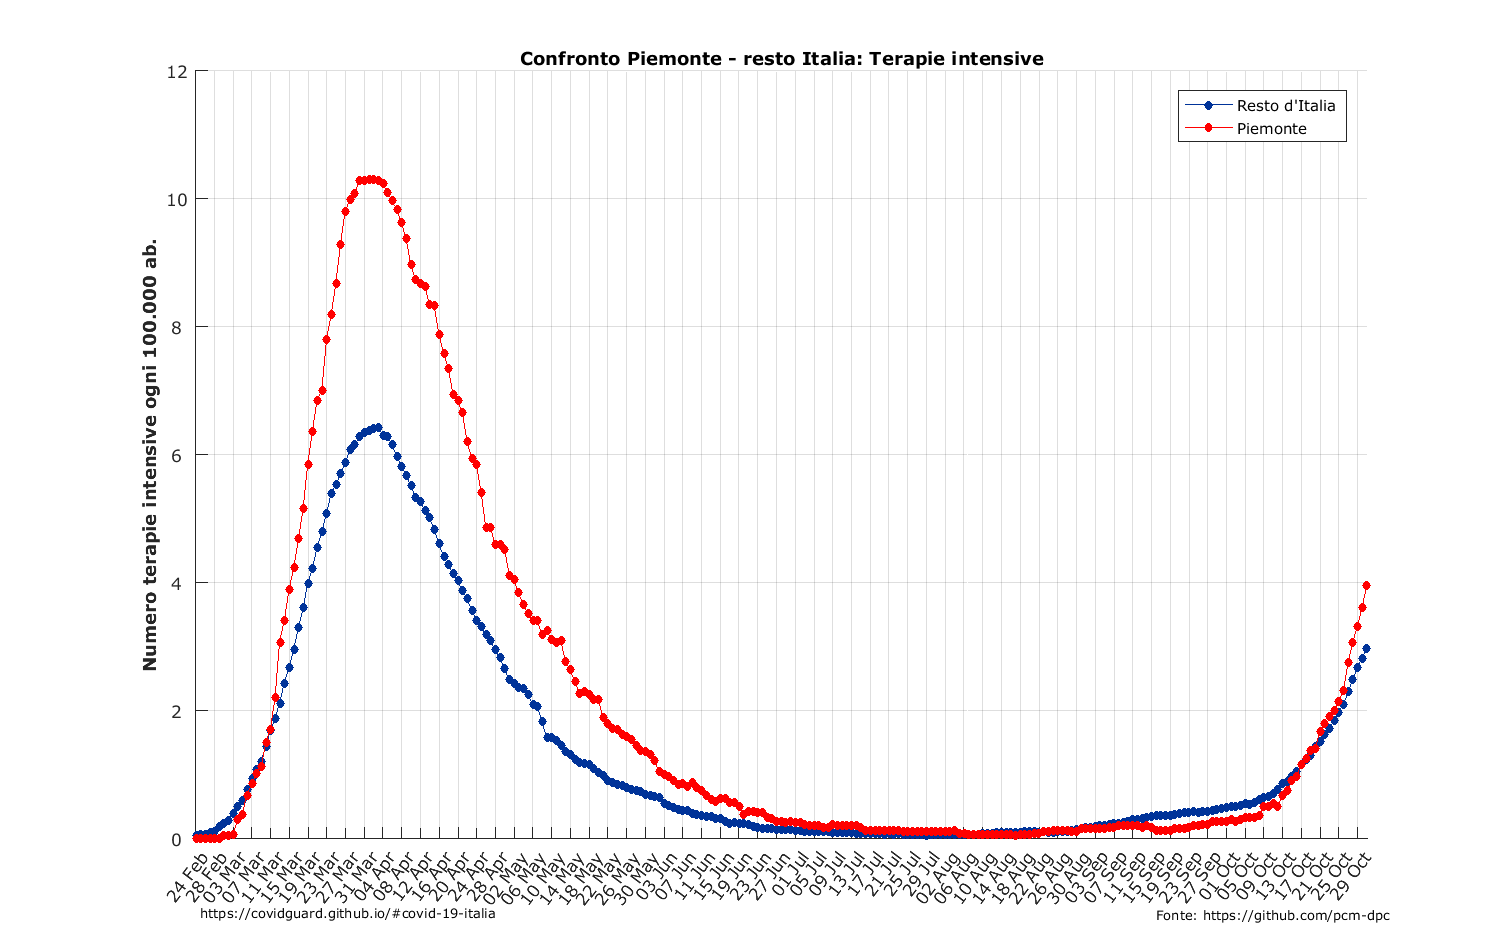 Confronto Piemonte - resto Italia: Terapie intensive
Resto d'Italia
Piemonte
Numero terapie intensive ogni 100.000 ab.
12
10
8
6
4
2
0
24 Feb
28 Feb
03 Mar
07 Mar
11 Mar
15 Mar
19 Mar
23 Mar
27 Mar
31 Mar
04 Apr
08 Apr
12 Apr
16 Apr
20 Apr
24 Apr
28 Apr
02 May
06 May
10 May
14 May
18 May
22 May
26 May
30 May
03 Jun
07 Jun
11 Jun
15 Jun
19 Jun
23 Jun
27 Jun
01 Jul
05 Jul
09 Jul
13 Jul
17 Jul
21 Jul
25 Jul
29 Jul
02 Aug
06 Aug
10 Aug
14 Aug
18 Aug
22 Aug
26 Aug
30 Aug
03 Sep
07 Sep
11 Sep
15 Sep
19 Sep
23 Sep
27 Sep
01 Oct
05 Oct
09 Oct
13 Oct
17 Oct
21 Oct
25 Oct
29 Oct
https://covidguard.github.io/#covid-19-italia
Fonte: https://github.com/pcm-dpc